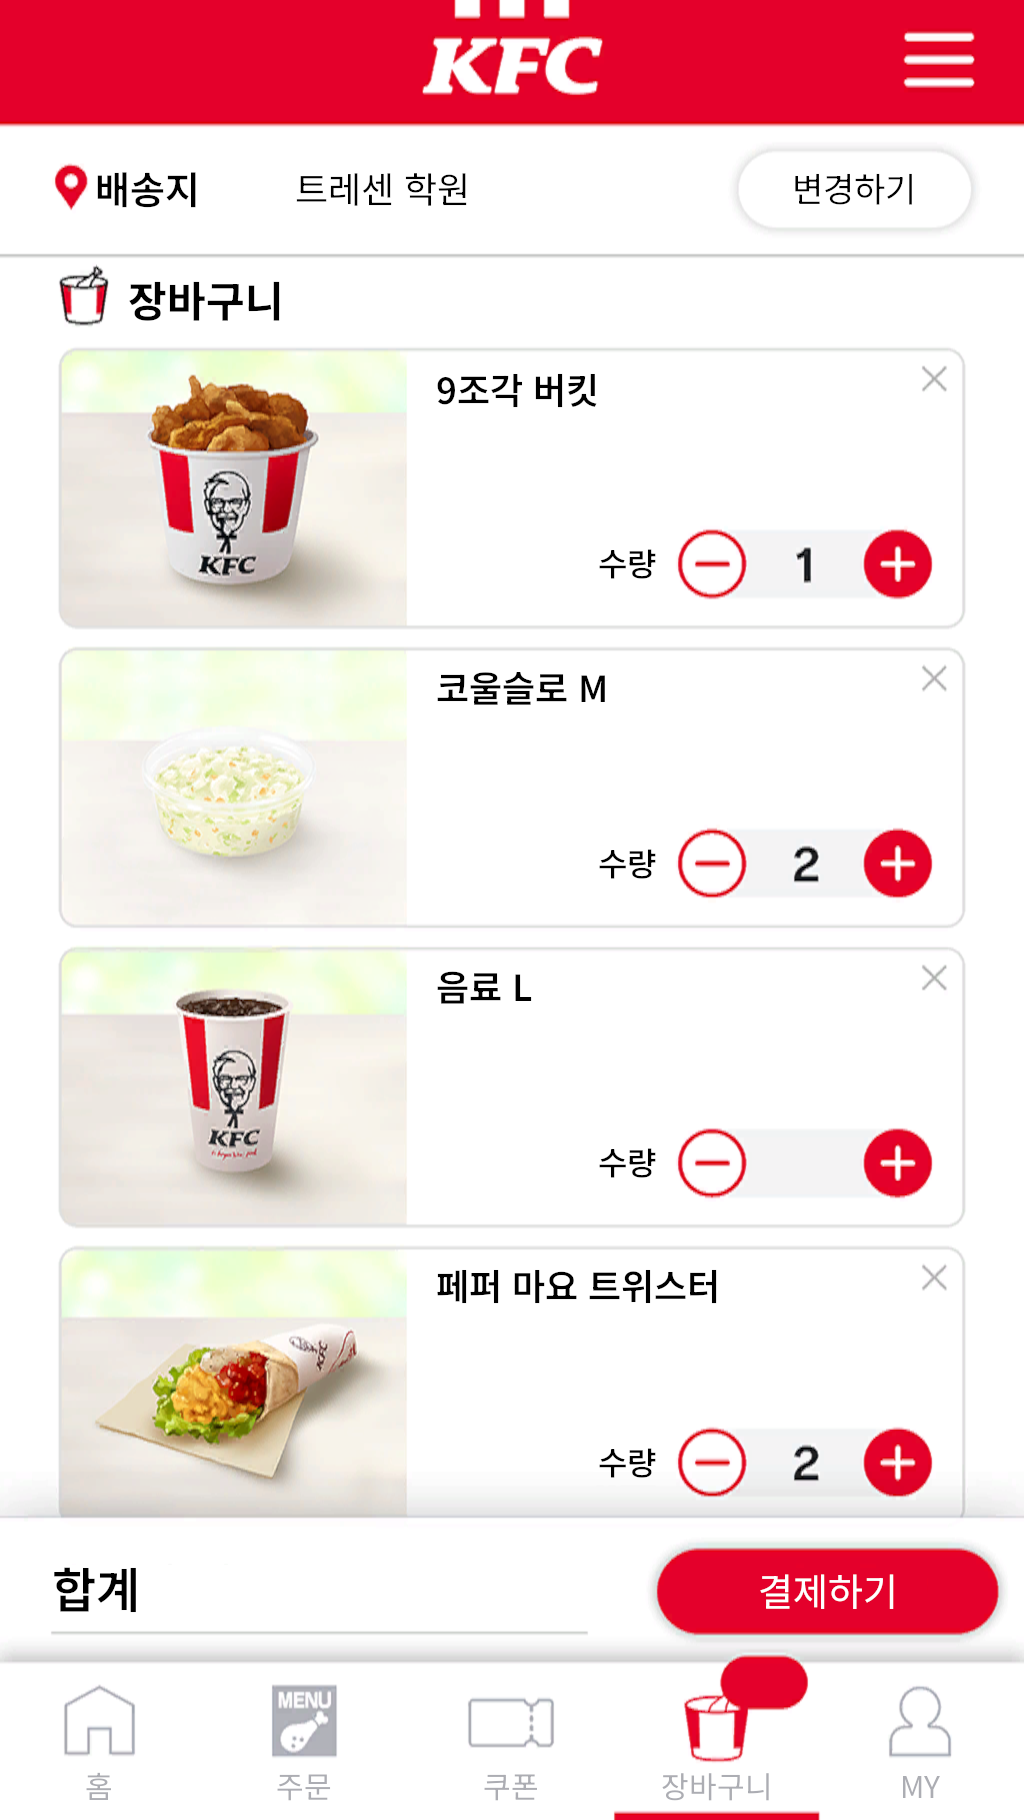 KFC
배송지 트레센 학원 변경하기
장바구니
9조각 버킷
KFC
수량 1
코울슬로 M
수량 2
음료 L
KFC
수량
페퍼 마요 트위스터
KFC
수량 2
합계 결제하기
MENU
홈 주문 쿠폰 장바구니 MY